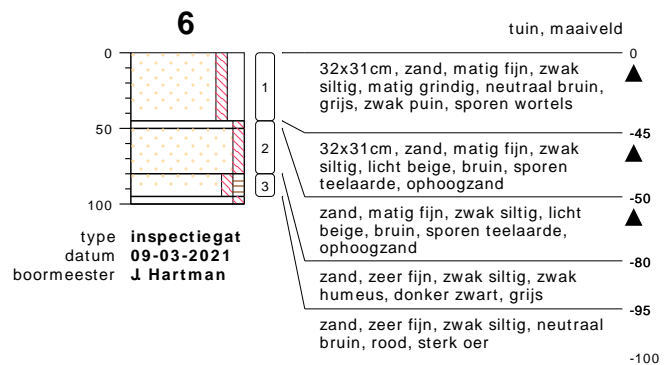 6
tuin, maaiveld
0
0
32x31cm, zand, matig fijn, zwak
siltig, matig grindig, neutraal bruin,
grijs, zwak puin, sporen wortels
1
50
-45
32x31cm, zand, matig fijn, zwak
siltig, licht beige, bruin, sporen
teelaarde, ophoogzand
2
-50
zand, matig fijn, zwak siltig, licht
beige, bruin, sporen teelaarde,
ophoogzand
3
100
-80
type inspectiegat
datum 09-03-2021
boormeester J Hartman
zand, zeer fijn, zwak siltig, zwak
humeus, donker zwart, grijs
-95
zand, zeer fijn, zwak siltig, neutraal
bruin, rood, sterk oer
-100